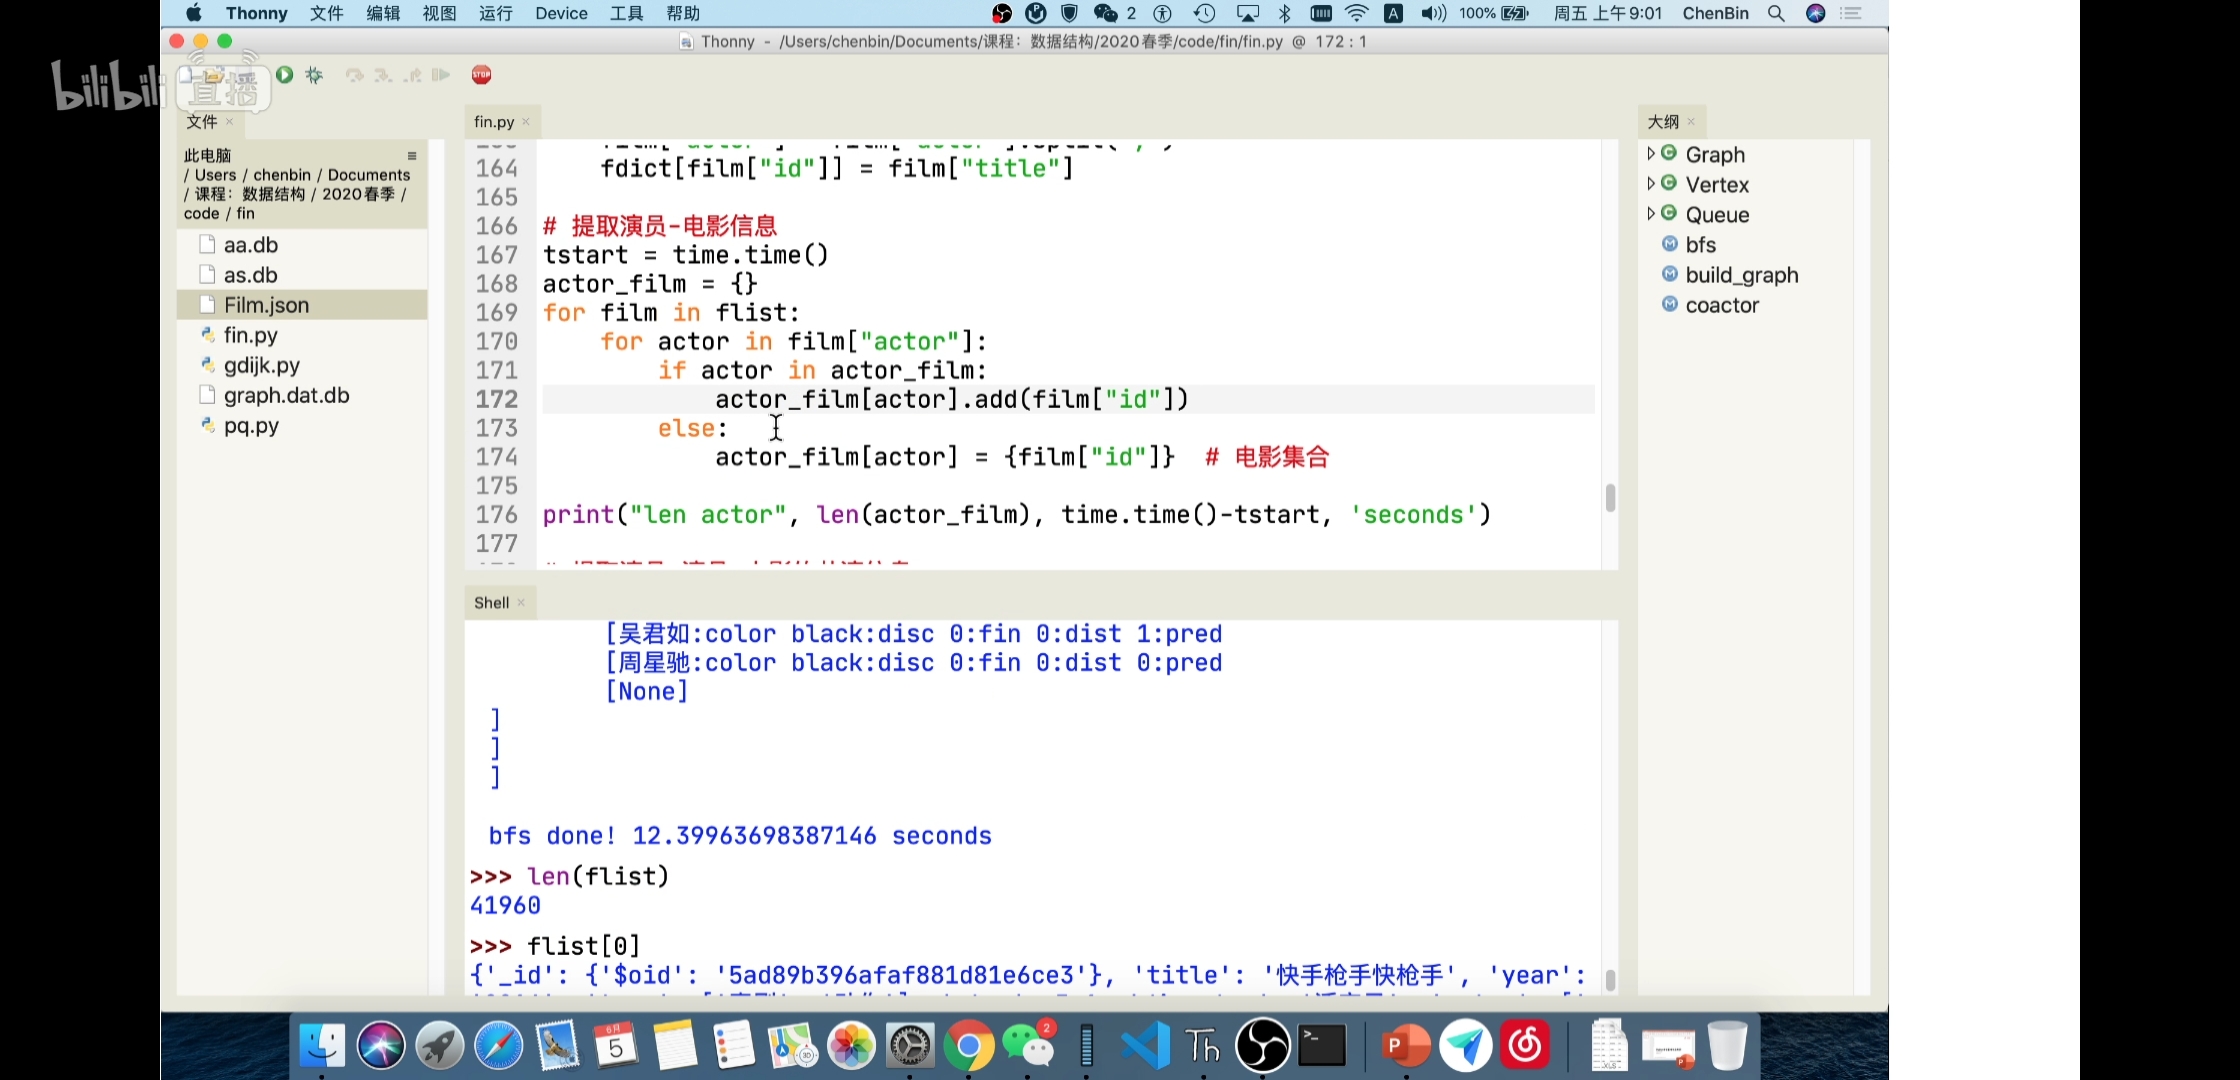 Thonny 文件 编辑 视图 运行 Device 工具 帮助 2 A 100% 周五 上午9:01 ChenBin
Thonny - /Users/chenbin/Documents/课程：数据结构/2020春季/code/fin/fin.py @ 172 : 1
bilibili 直播
STOP
文件 ×
此电脑
/ Users / chenbin / Documents
/ 课程：数据结构 / 2020春季 /
code / fin
aa.db
as.db
Film.json
fin.py
gdijk.py
graph.dat.db
pq.py
fin.py ×
164 fdict[film["id"]] = film["title"]
165
166 # 提取演员-电影信息
167 tstart = time.time()
168 actor_film = {}
169 for film in flist:
170 for actor in film["actor"]:
171 if actor in actor_film:
172 actor_film[actor].add(film["id"])
173 else:
174 actor_film[actor] = {film["id"]}  # 电影集合
175
176 print("len actor", len(actor_film), time.time()-tstart, 'seconds')
177
Shell ×
[吴君如:color black:disc 0:fin 0:dist 1:pred
[周星驰:color black:disc 0:fin 0:dist 0:pred
[None]
]
]
]
bfs done! 12.39963698387146 seconds
>>> len(flist)
41960
>>> flist[0]
{'_id': {'$oid': '5ad89b396afaf881d81e6ce3'}, 'title': '快手枪手快枪手', 'year':
大纲 ×
Graph
Vertex
Queue
bfs
build_graph
coactor
6月
5
3D
2
Th
>_
P
.XLS
P